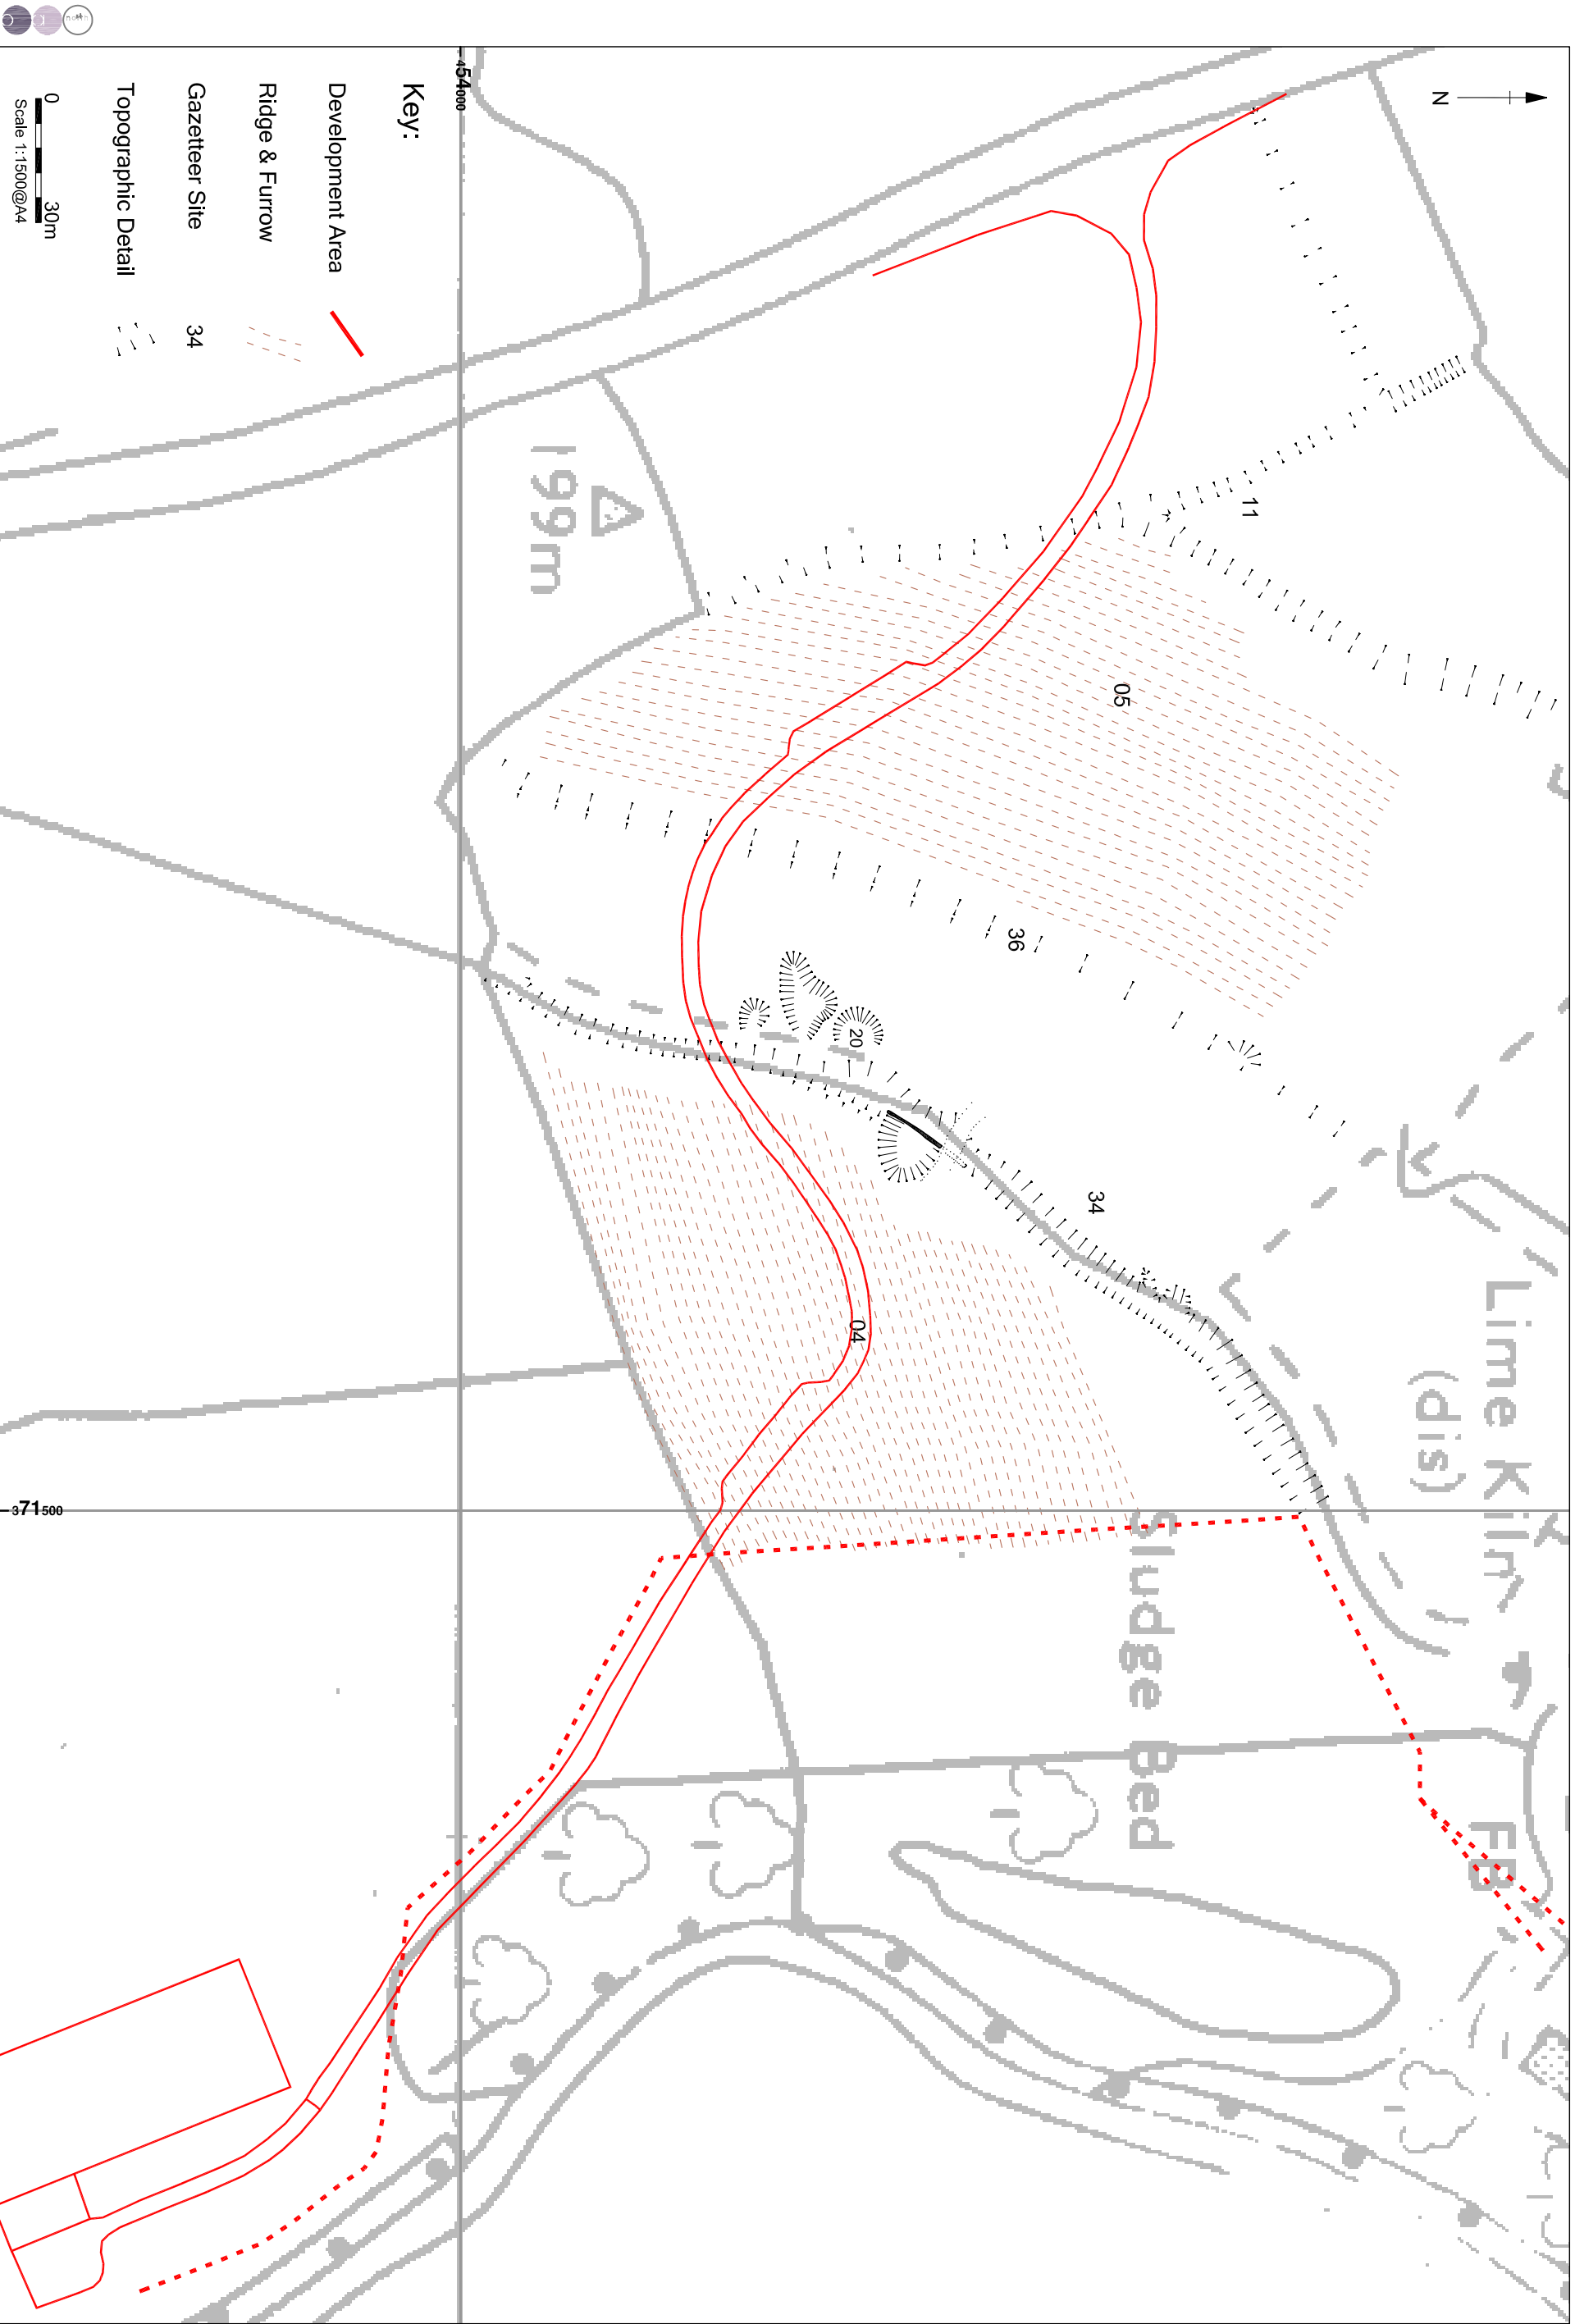 north
N
11
05
36
20
34
04
199m
Lime Kiln
(dis)
Sludge Bed
FB
454000
371500
Key:
Development Area
Ridge & Furrow
Gazetteer Site 34
Topographic Detail
0 30m
Scale 1:1500@A4